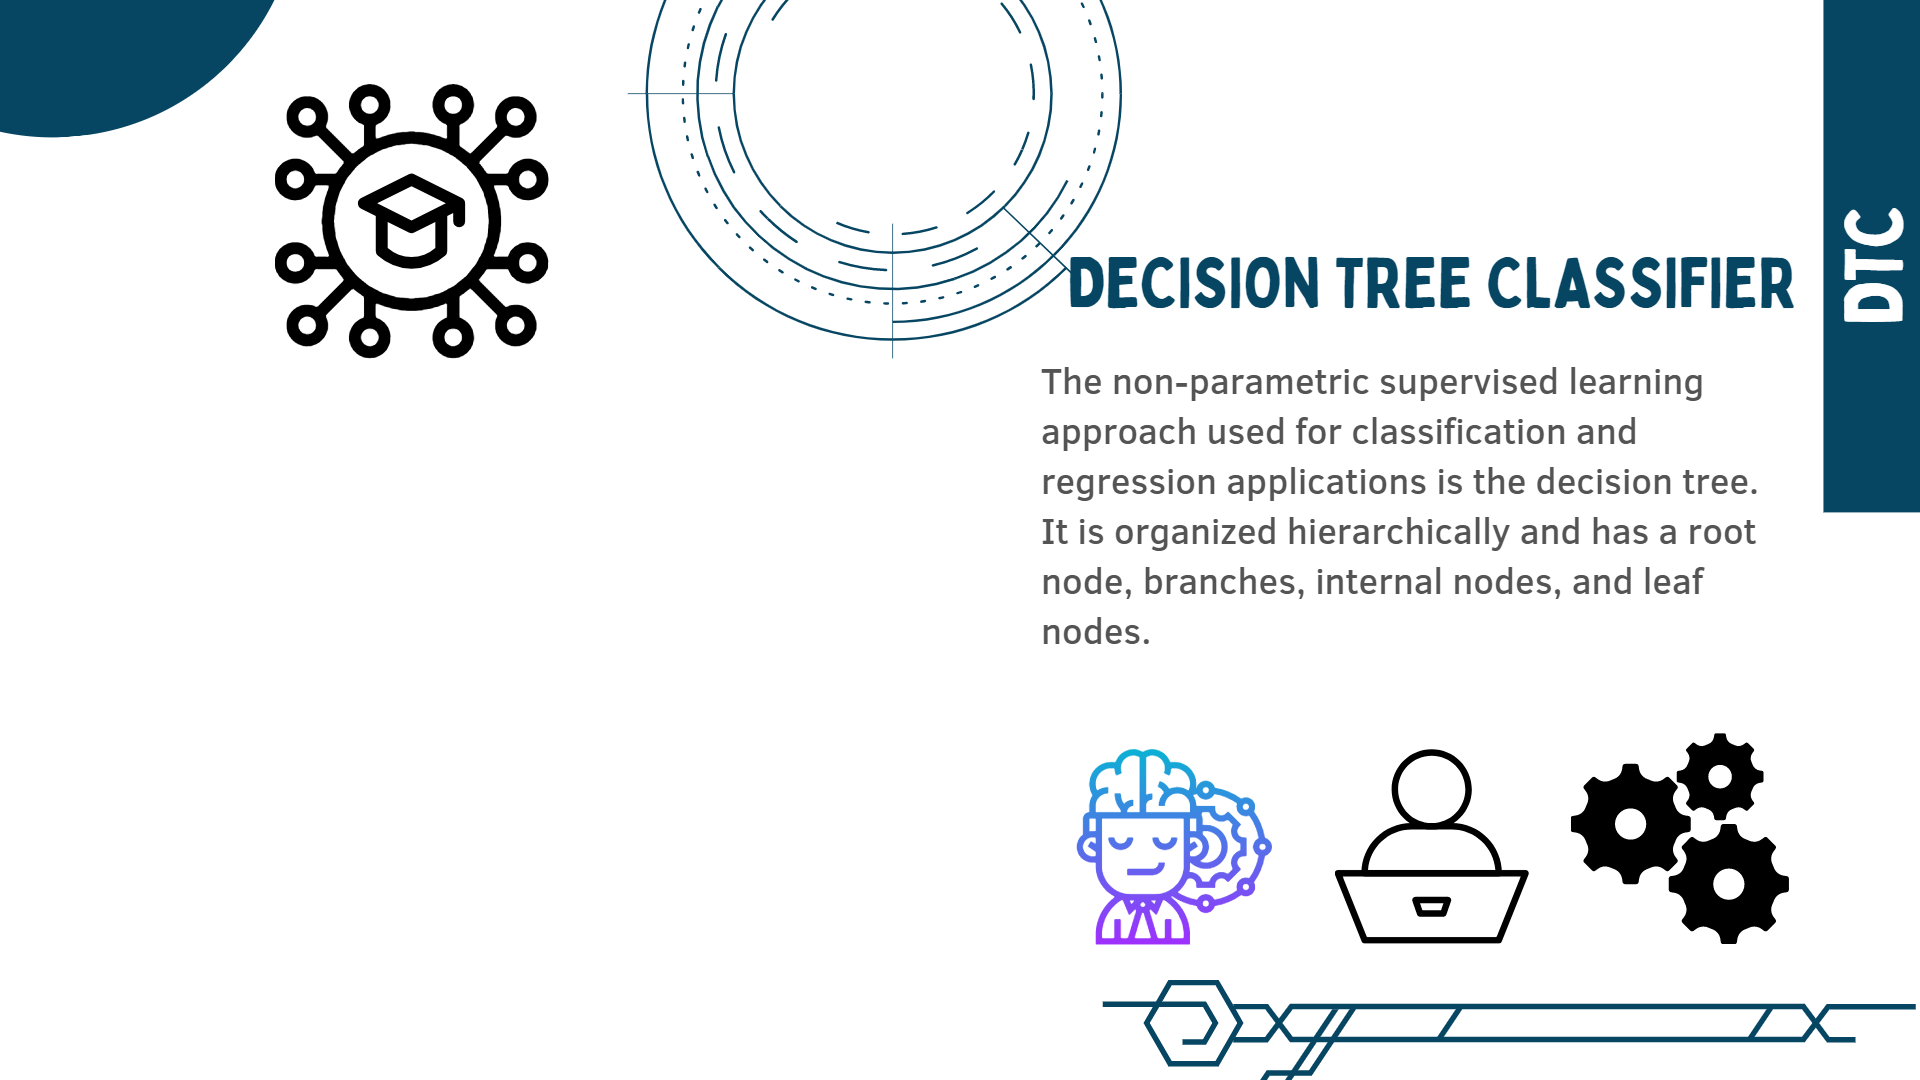 DECISION TREE CLASSIFIER
DTC
The non-parametric supervised learning
approach used for classification and
regression applications is the decision tree.
It is organized hierarchically and has a root
node, branches, internal nodes, and leaf
nodes.